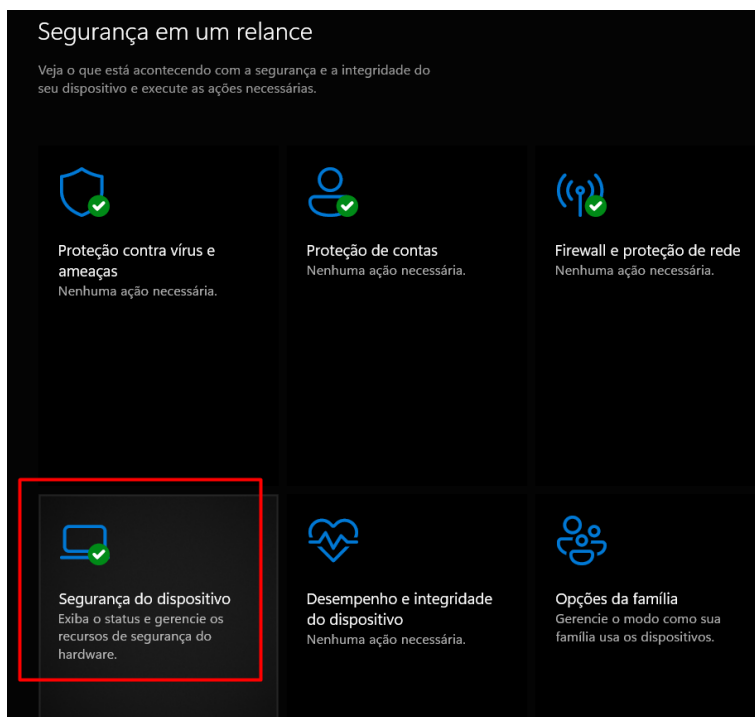 Segurança em um relance
Veja o que está acontecendo com a segurança e a integridade do
seu dispositivo e execute as ações necessárias.
Proteção contra vírus e
ameaças
Nenhuma ação necessária.
Proteção de contas
Nenhuma ação necessária.
Firewall e proteção de rede
Nenhuma ação necessária.
Segurança do dispositivo
Exiba o status e gerencie os
recursos de segurança do
hardware.
Desempenho e integridade
do dispositivo
Nenhuma ação necessária.
Opções da família
Gerencie o modo como sua
família usa os dispositivos.